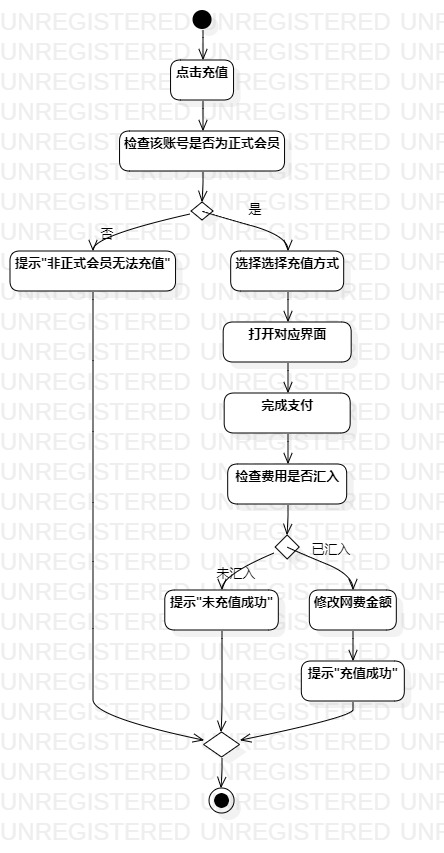 点击充值
检查该账号是否为正式会员
否
是
提示"非正式会员无法充值"
选择选择充值方式
打开对应界面
完成支付
检查费用是否汇入
未汇入
已汇入
提示"未充值成功"
修改网费金额
提示"充值成功"
UNREGISTERED